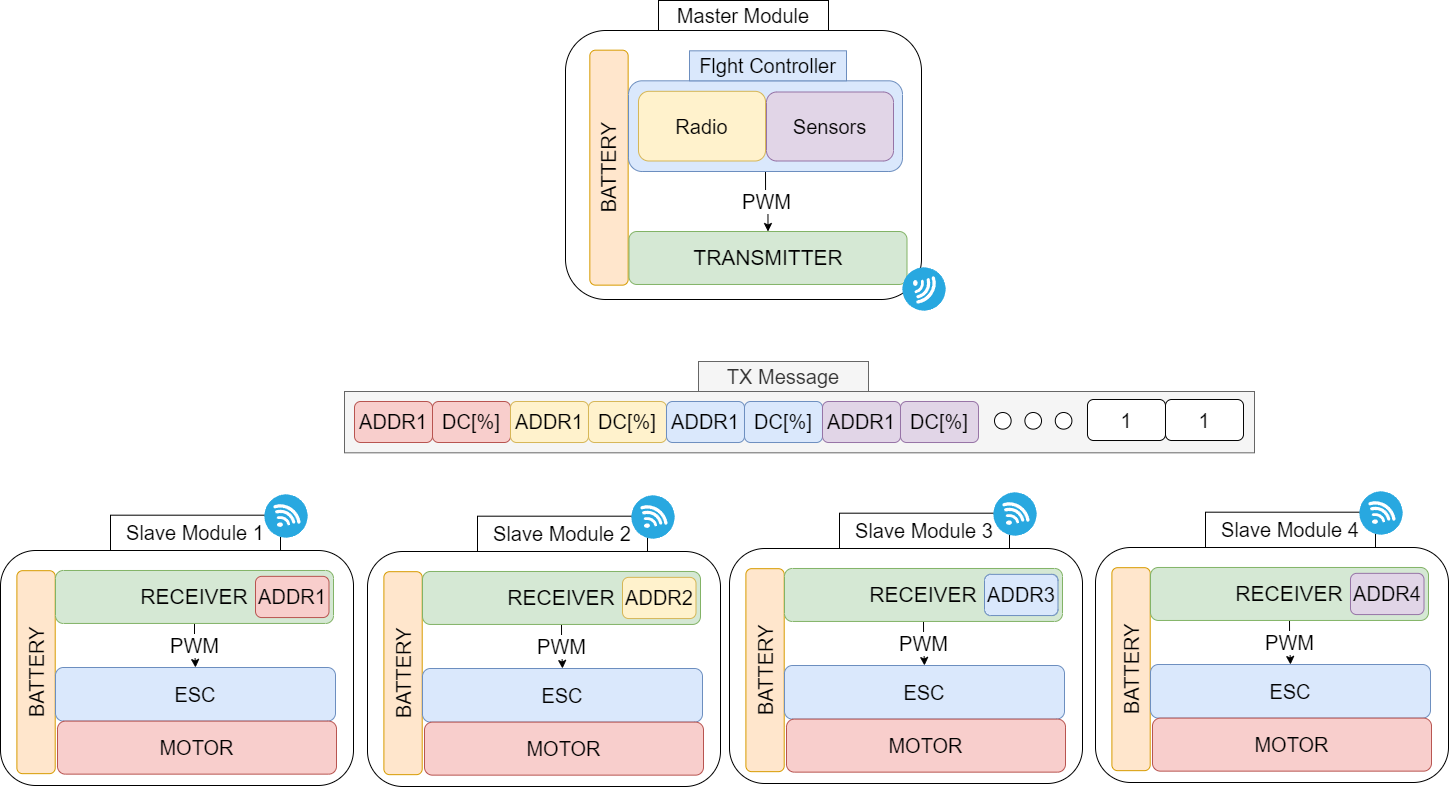 Master Module
FIght Controller
BATTERY
Radio
Sensors
PWM
TRANSMITTER
TX Message
ADDR1 DC[%] ADDR1 DC[%] ADDR1 DC[%] ADDR1 DC[%] 1 1
Slave Module 1
BATTERY
RECEIVER ADDR1
PWM
ESC
MOTOR
Slave Module 2
BATTERY
RECEIVER ADDR2
PWM
ESC
MOTOR
Slave Module 3
BATTERY
RECEIVER ADDR3
PWM
ESC
MOTOR
Slave Module 4
BATTERY
RECEIVER ADDR4
PWM
ESC
MOTOR